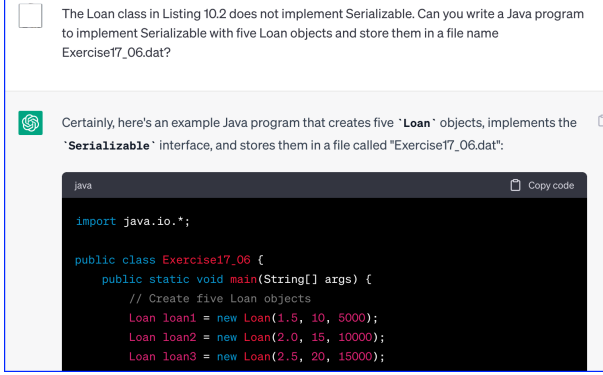 The Loan class in Listing 10.2 does not implement Serializable. Can you write a Java program
to implement Serializable with five Loan objects and store them in a file name
Exercise17_06.dat?
Certainly, here's an example Java program that creates five `Loan` objects, implements the
`Serializable` interface, and stores them in a file called "Exercise17_06.dat":
java Copy code
import java.io.*;
public class Exercise17_06 {
    public static void main(String[] args) {
        // Create five Loan objects
        Loan loan1 = new Loan(1.5, 10, 5000);
        Loan loan2 = new Loan(2.0, 15, 10000);
        Loan loan3 = new Loan(2.5, 20, 15000);